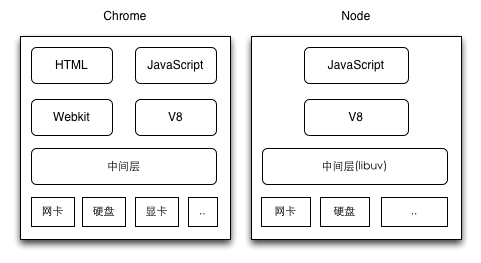 Chrome
Node
HTML
JavaScript
JavaScript
Webkit
V8
V8
中间层
中间层(libuv)
网卡
硬盘
显卡
..
网卡
硬盘
..